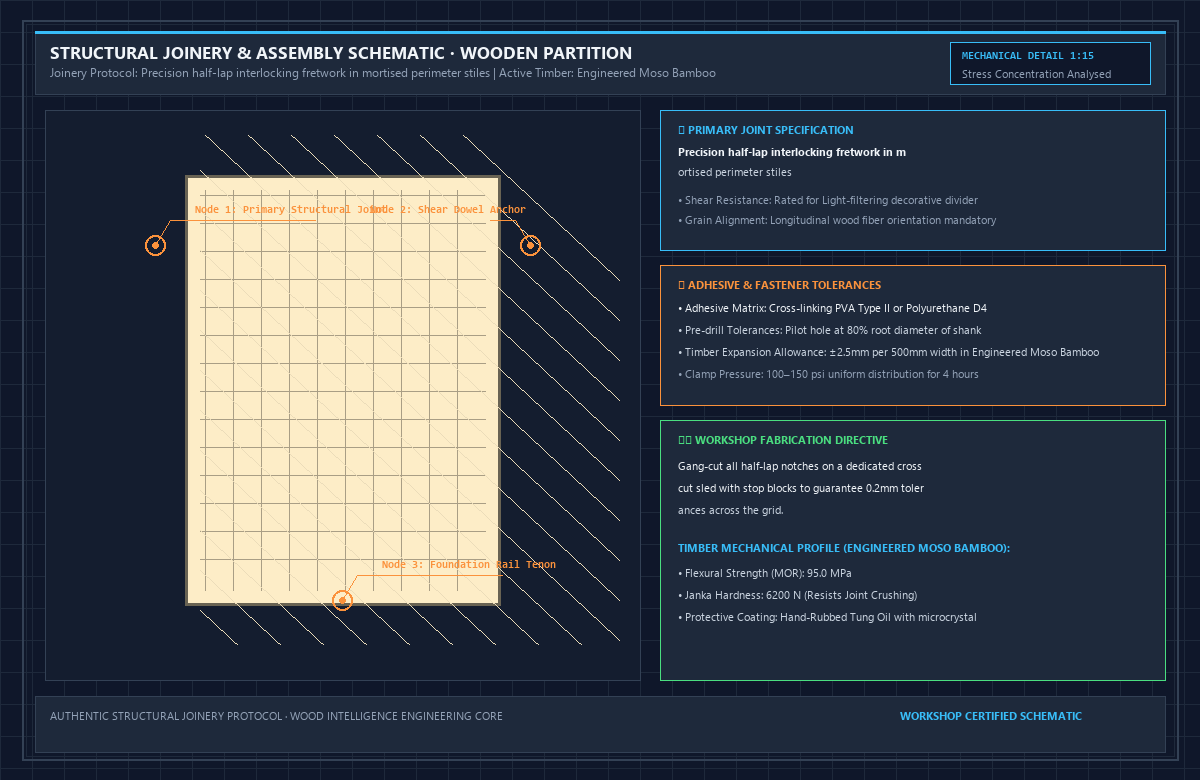 STRUCTURAL JOINERY & ASSEMBLY SCHEMATIC · WOODEN PARTITION
Joinery Protocol: Precision half-lap interlocking fretwork in mortised perimeter stiles | Active Timber: Engineered Moso Bamboo
MECHANICAL DETAIL 1:15
Stress Concentration Analysed
Node 1: Primary Structural Joint
Node 2: Shear Dowel Anchor
Node 3: Foundation Rail Tenon
PRIMARY JOINT SPECIFICATION
Precision half-lap interlocking fretwork in m
ortised perimeter stiles
• Shear Resistance: Rated for Light-filtering decorative divider
• Grain Alignment: Longitudinal wood fiber orientation mandatory
ADHESIVE & FASTENER TOLERANCES
• Adhesive Matrix: Cross-linking PVA Type II or Polyurethane D4
• Pre-drill Tolerances: Pilot hole at 80% root diameter of shank
• Timber Expansion Allowance: ±2.5mm per 500mm width in Engineered Moso Bamboo
• Clamp Pressure: 100–150 psi uniform distribution for 4 hours
WORKSHOP FABRICATION DIRECTIVE
Gang-cut all half-lap notches on a dedicated cross
cut sled with stop blocks to guarantee 0.2mm toler
ances across the grid.
TIMBER MECHANICAL PROFILE (ENGINEERED MOSO BAMBOO):
• Flexural Strength (MOR): 95.0 MPa
• Janka Hardness: 6200 N (Resists Joint Crushing)
• Protective Coating: Hand-Rubbed Tung Oil with microcrystal
AUTHENTIC STRUCTURAL JOINERY PROTOCOL · WOOD INTELLIGENCE ENGINEERING CORE
WORKSHOP CERTIFIED SCHEMATIC